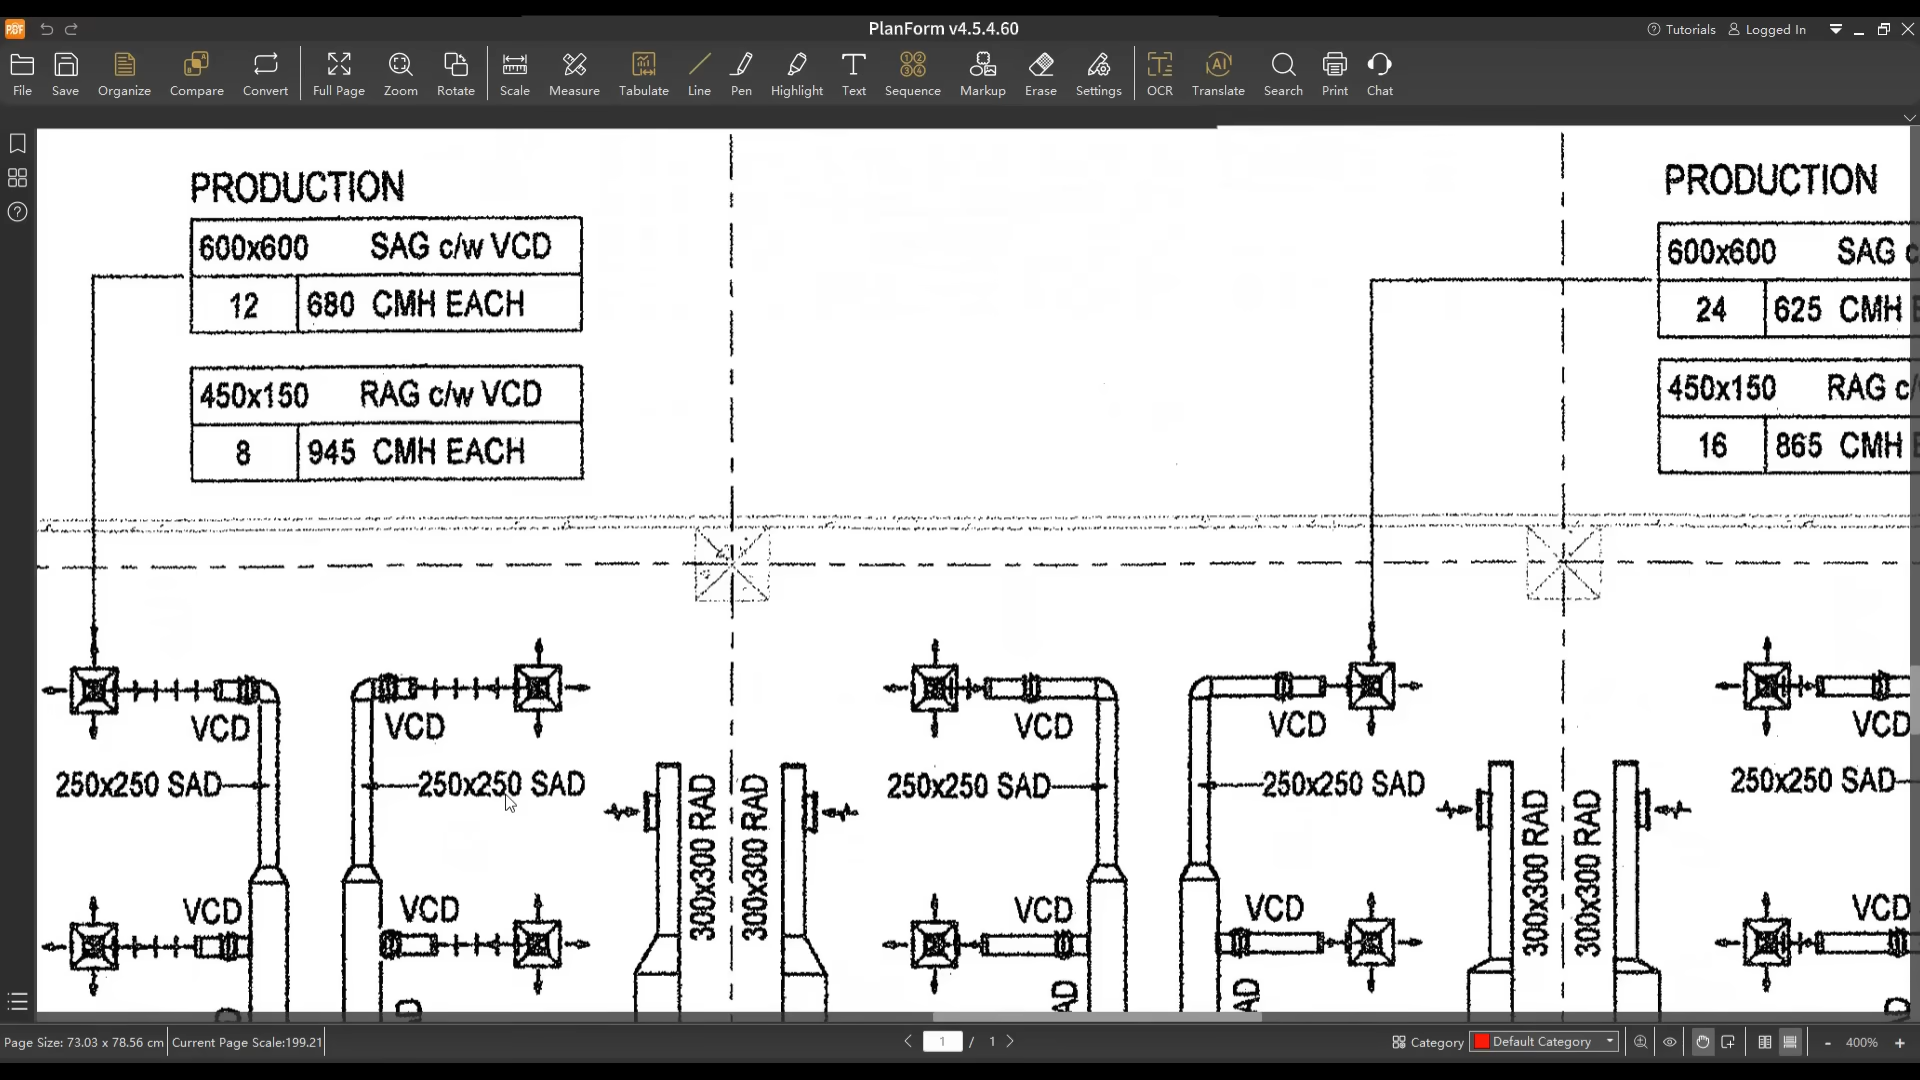 PlanForm v4.5.4.60
Tutorials Logged In
File Save Organize Compare Convert Full Page Zoom Rotate Scale Measure Tabulate Line Pen Highlight Text Sequence Markup Erase Settings OCR Translate Search Print Chat
PRODUCTION
600x600 SAG c/w VCD
12 680 CMH EACH
450x150 RAG c/w VCD
8 945 CMH EACH
PRODUCTION
600x600 SAG c
24 625 CMH E
450x150 RAG c/
16 865 CMH E
VCD VCD VCD VCD VCD
250x250 SAD 250x250 SAD 250x250 SAD 250x250 SAD 250x250 SAD
300x300 RAD 300x300 RAD 300x300 RAD 300x300 RAD
VCD VCD VCD VCD VCD
AD AD
Page Size: 73.03 x 78.56 cm Current Page Scale:199.21 1 / 1 Category Default Category - 400% +